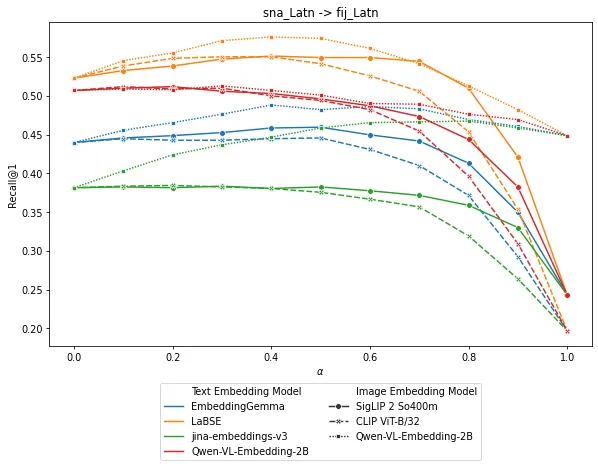 sna_Latn -> fij_Latn
Recall@1
0.55
0.50
0.45
0.40
0.35
0.30
0.25
0.20
0.0 0.2 0.4 0.6 0.8 1.0
α
Text Embedding Model Image Embedding Model
EmbeddingGemma SigLIP 2 So400m
LaBSE CLIP ViT-B/32
jina-embeddings-v3 Qwen-VL-Embedding-2B
Qwen-VL-Embedding-2B